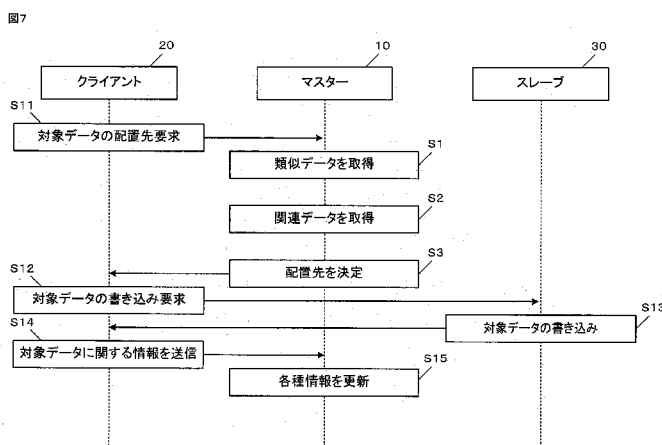 図7
20
10
30
クライアント
マスター
スレーブ
S11
対象データの配置先要求
S1
類似データを取得
S2
関連データを取得
S3
配置先を決定
S12
対象データの書き込み要求
S13
対象データの書き込み
S14
対象データに関する情報を送信
S15
各種情報を更新